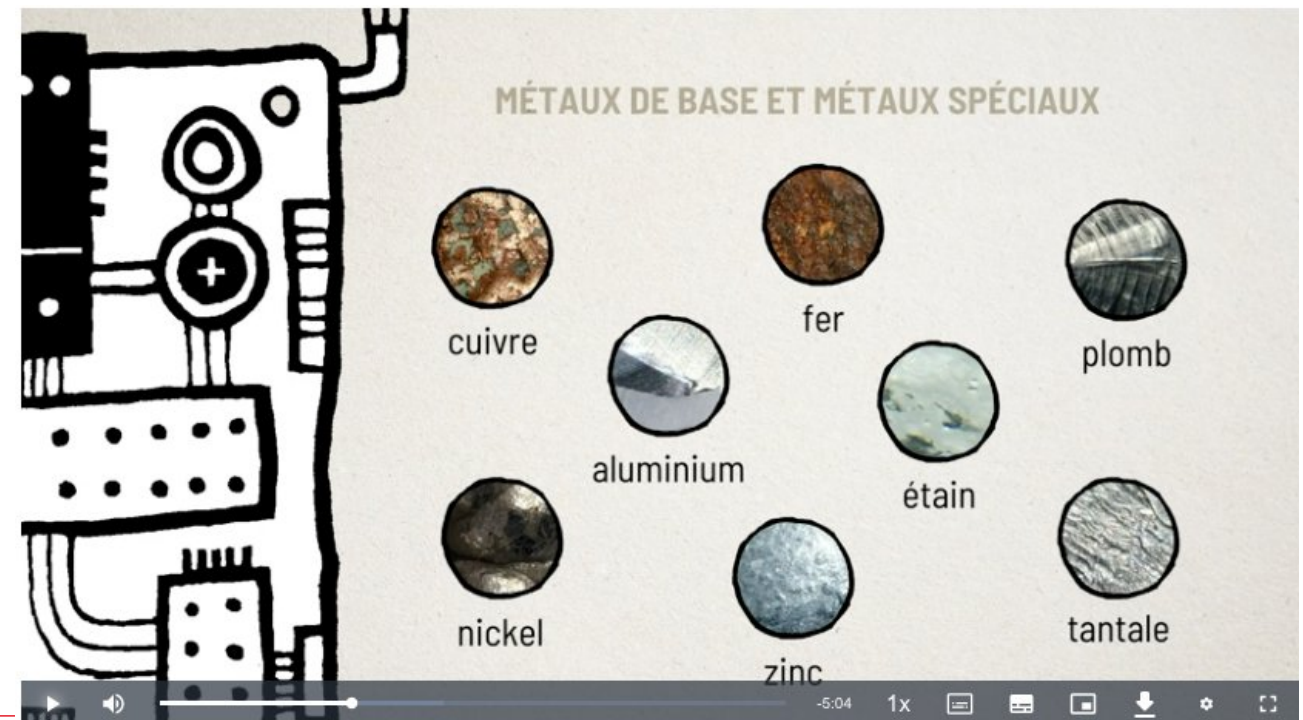 MÉTAUX DE BASE ET MÉTAUX SPÉCIAUX
cuivre
fer
plomb
aluminium
étain
nickel
zinc
tantale
-5:04
1x